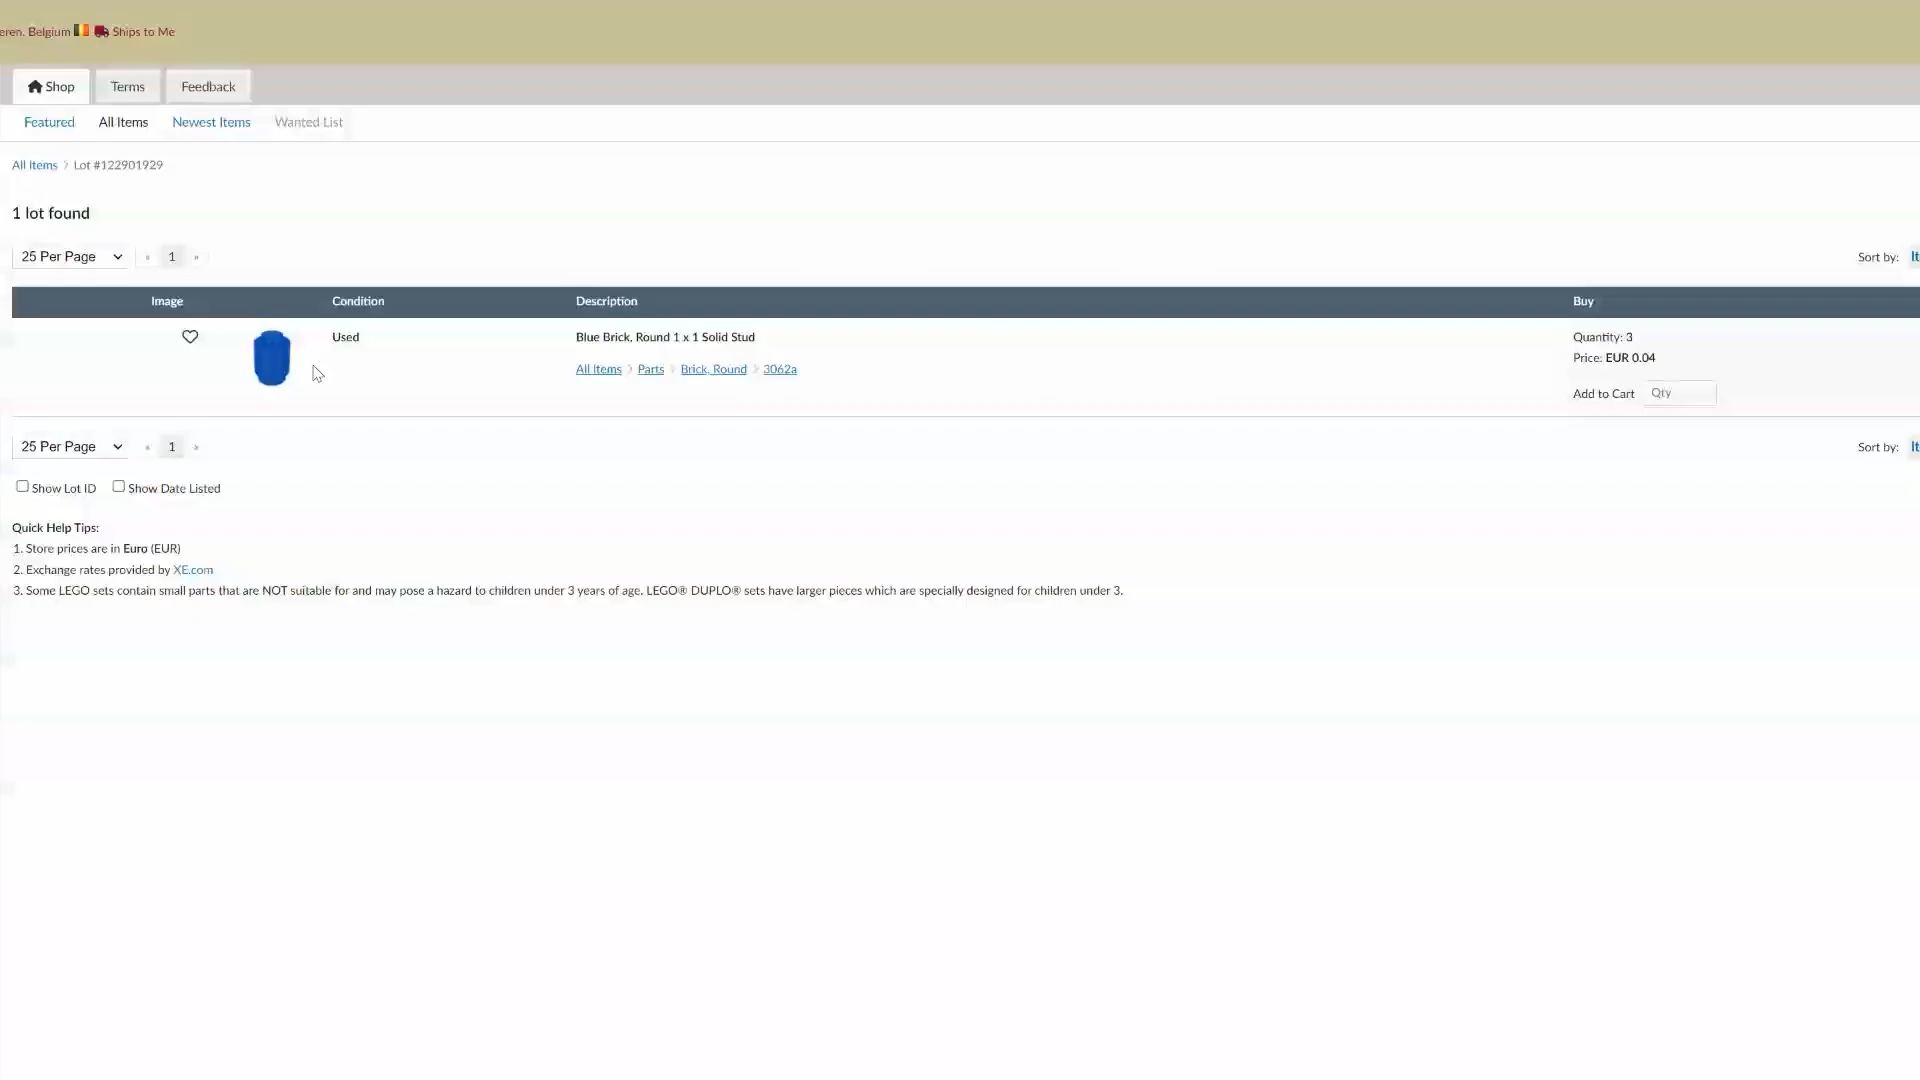 Belgium Ships to Me
Shop Terms Feedback
Featured All Items Newest Items Wanted List
All Items > Lot #122901929
1 lot found
25 Per Page « 1 » Sort by:
Image Condition Description Buy
Used Blue Brick, Round 1 x 1 Solid Stud Quantity: 3
Price: EUR 0.04
All Items > Parts > Brick, Round > 3062a
Add to Cart Qty
25 Per Page « 1 » Sort by:
Show Lot ID Show Date Listed
Quick Help Tips:
1. Store prices are in Euro (EUR)
2. Exchange rates provided by XE.com
3. Some LEGO sets contain small parts that are NOT suitable for and may pose a hazard to children under 3 years of age. LEGO® DUPLO® sets have larger pieces which are specially designed for children under 3.